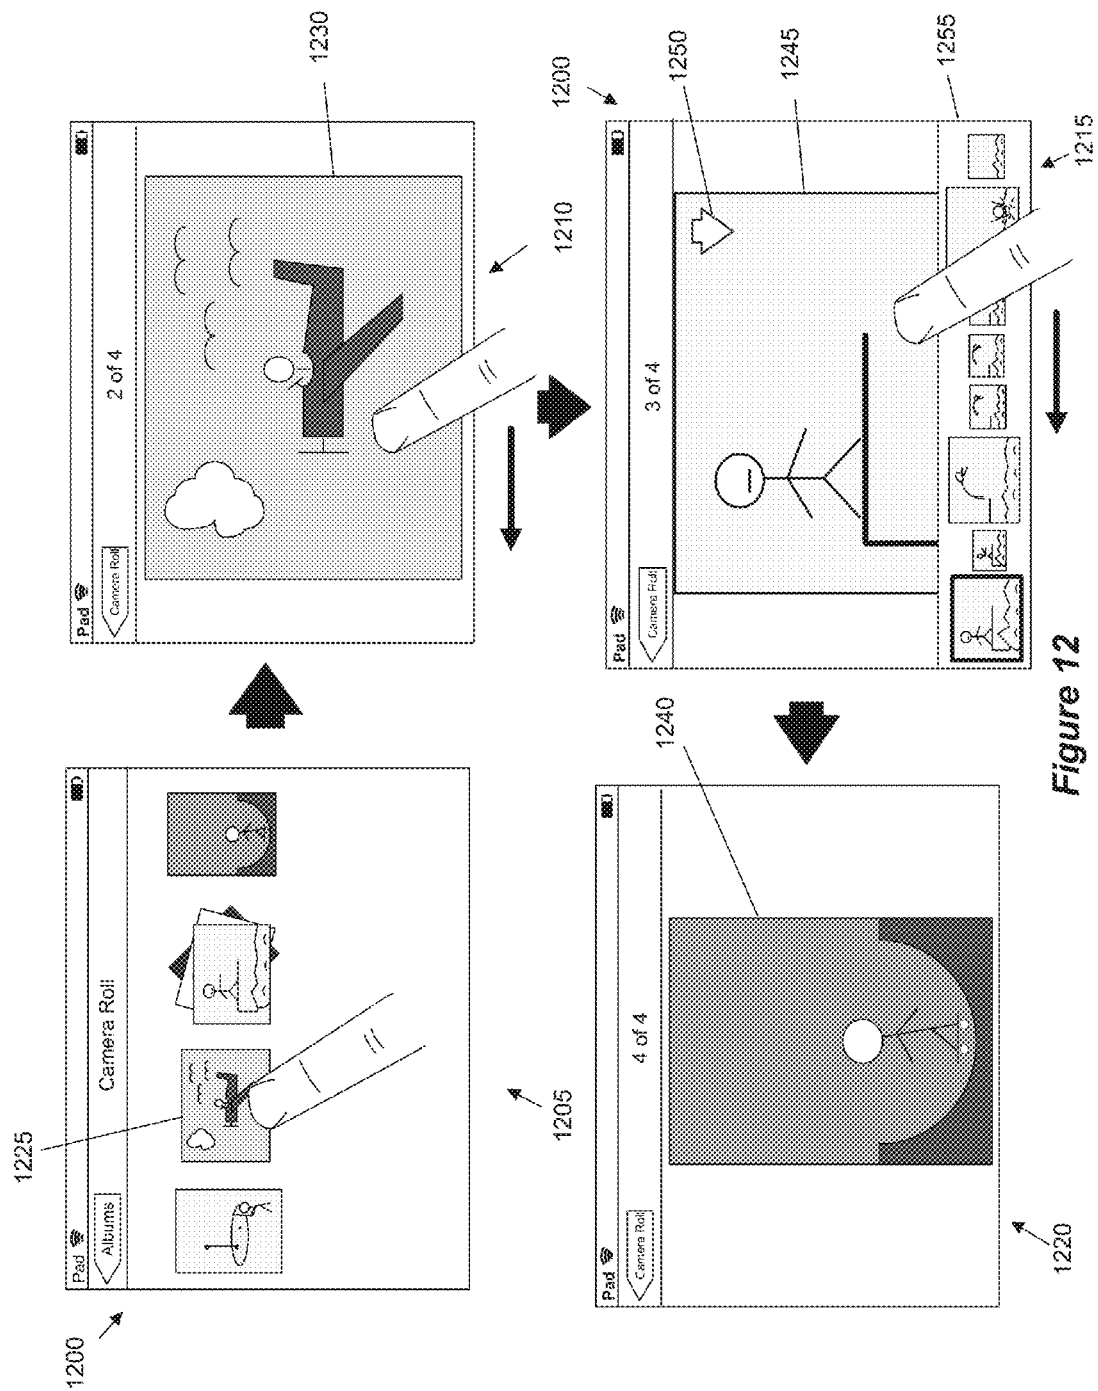 1200
1225
Pad
Albums
Camera Roll
1205
1230
Pad
Camera Roll
2 of 4
1210
1200
1250
1245
1255
Pad
Camera Roll
3 of 4
1215
1240
Pad
Camera Roll
4 of 4
1220
Figure 12